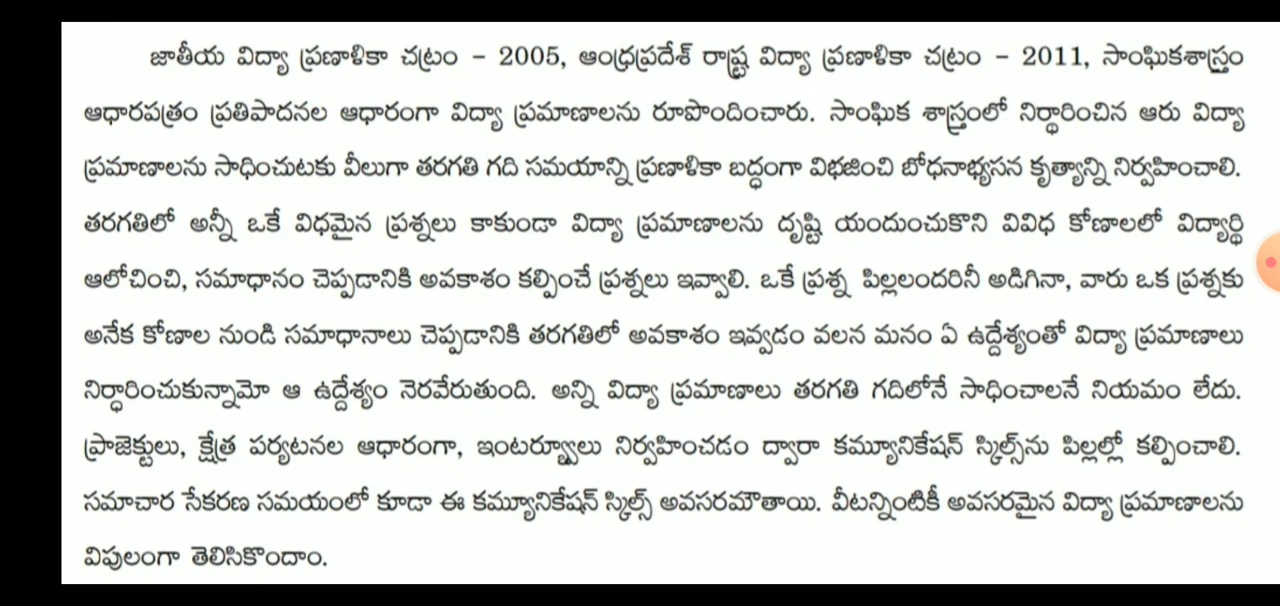 జాతీయ విద్యా ప్రణాళికా చట్రం – 2005, ఆంధ్రప్రదేశ్ రాష్ట్ర విద్యా ప్రణాళికా చట్రం – 2011, సాంఘికశాస్త్రం
ఆధారపత్రం ప్రతిపాదనల ఆధారంగా విద్యా ప్రమాణాలను రూపొందించారు. సాంఘిక శాస్త్రంలో నిర్థారించిన ఆరు విద్యా
ప్రమాణాలను సాధించుటకు వీలుగా తరగతి గది సమయాన్ని ప్రణాళికా బద్ధంగా విభజించి బోధనాభ్యసన కృత్యాన్ని నిర్వహించాలి.
తరగతిలో అన్నీ ఒకే విధమైన ప్రశ్నలు కాకుండా విద్యా ప్రమాణాలను దృష్టి యందుంచుకొని వివిధ కోణాలలో విద్యార్థి
ఆలోచించి, సమాధానం చెప్పడానికి అవకాశం కల్పించే ప్రశ్నలు ఇవ్వాలి. ఒకే ప్రశ్న పిల్లలందరినీ అడిగినా, వారు ఒక ప్రశ్నకు
అనేక కోణాల నుండి సమాధానాలు చెప్పడానికి తరగతిలో అవకాశం ఇవ్వడం వలన మనం ఏ ఉద్దేశ్యంతో విద్యా ప్రమాణాలు
నిర్ధారించుకున్నామో ఆ ఉద్దేశ్యం నెరవేరుతుంది. అన్ని విద్యా ప్రమాణాలు తరగతి గదిలోనే సాధించాలనే నియమం లేదు.
ప్రాజెక్టులు, క్షేత్ర పర్యటనల ఆధారంగా, ఇంటర్వ్యూలు నిర్వహించడం ద్వారా కమ్యూనికేషన్ స్కిల్స్‌ను పిల్లల్లో కల్పించాలి.
సమాచార సేకరణ సమయంలో కూడా ఈ కమ్యూనికేషన్ స్కిల్స్ అవసరమౌతాయి. వీటన్నింటికీ అవసరమైన విద్యా ప్రమాణాలను
విపులంగా తెలిసికొందాం.